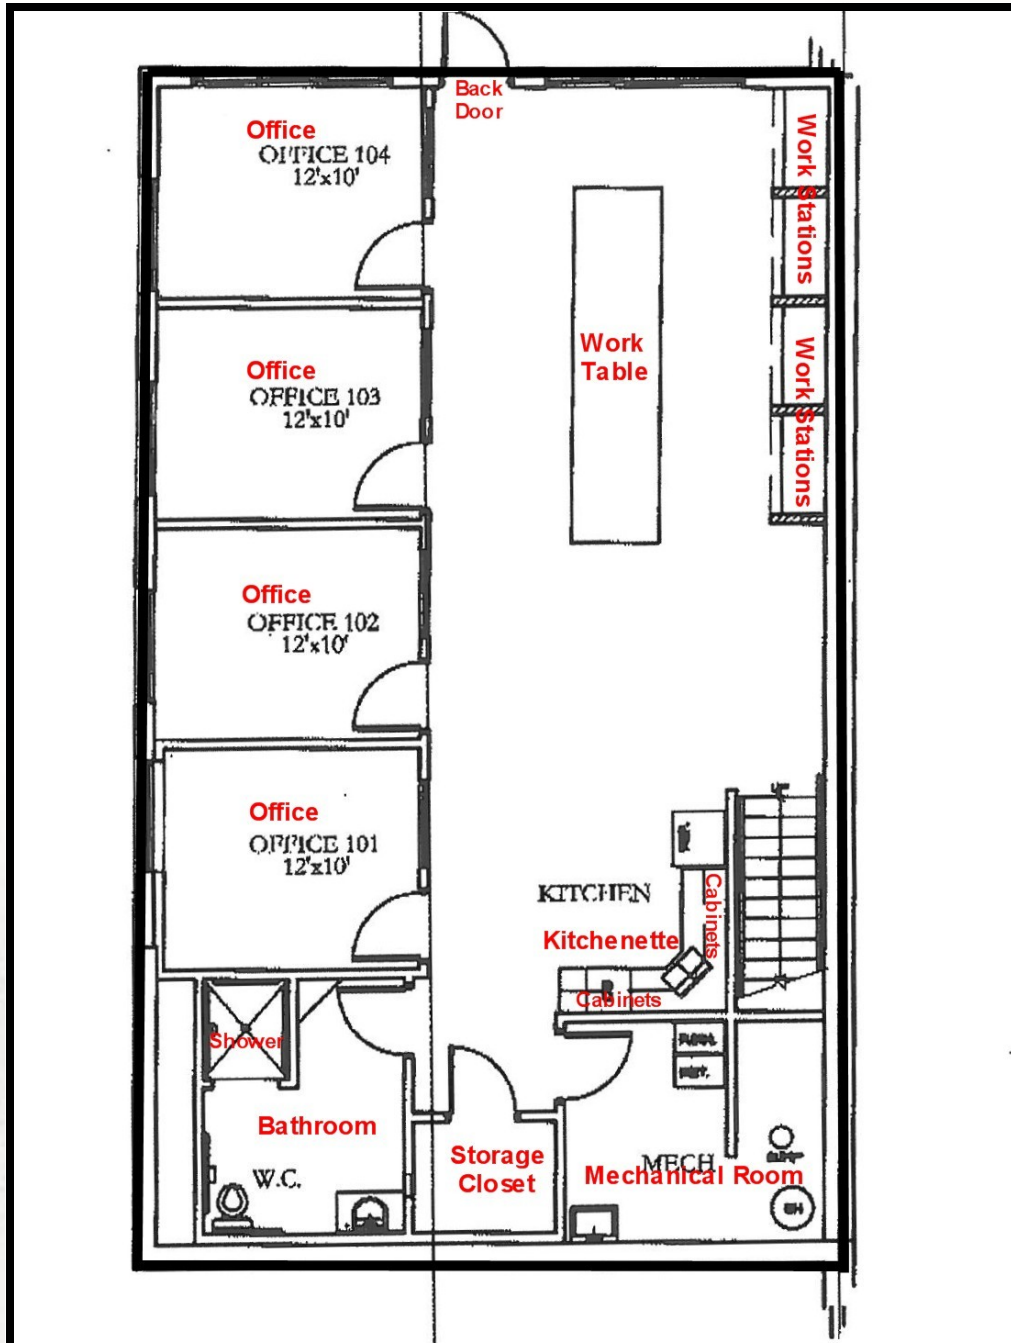 Back
Door
Office
OFFICE 104
12'x10'
Work Stations
Office
OFFICE 103
12'x10'
Work
Table
Work Stations
Office
OFFICE 102
12'x10'
Office
OFFICE 101
12'x10'
KITCHEN
Cabinets
Kitchenette
Cabinets
Shower
Bathroom
W.C.
Storage
Closet
MECH
Mechanical Room